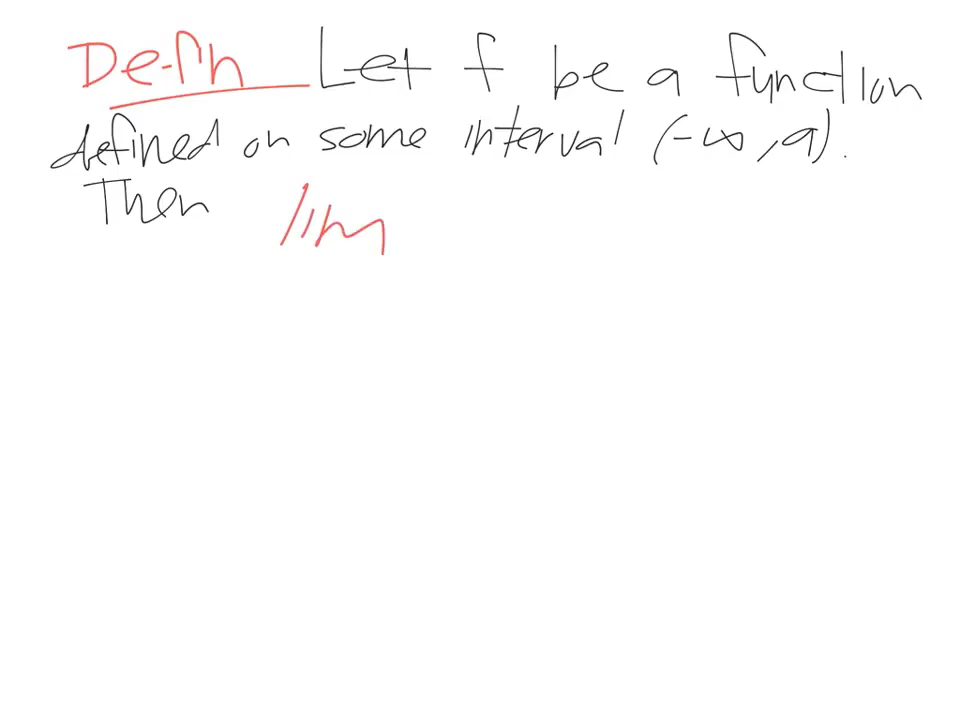 Defn Let f be a function
defined on some interval (-∞, a).
Then lim